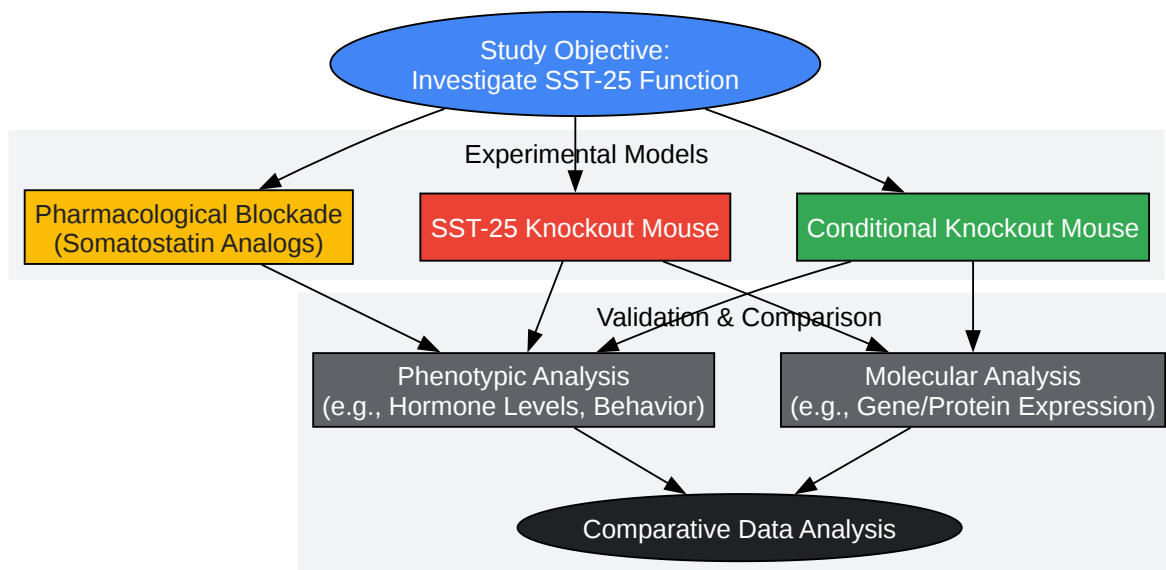 Study Objective:
Investigate SST-25 Function
Experimental Models
Pharmacological Blockade
(Somatostatin Analogs)
SST-25 Knockout Mouse
Conditional Knockout Mouse
Validation & Comparison
Phenotypic Analysis
(e.g., Hormone Levels, Behavior)
Molecular Analysis
(e.g., Gene/Protein Expression)
Comparative Data Analysis